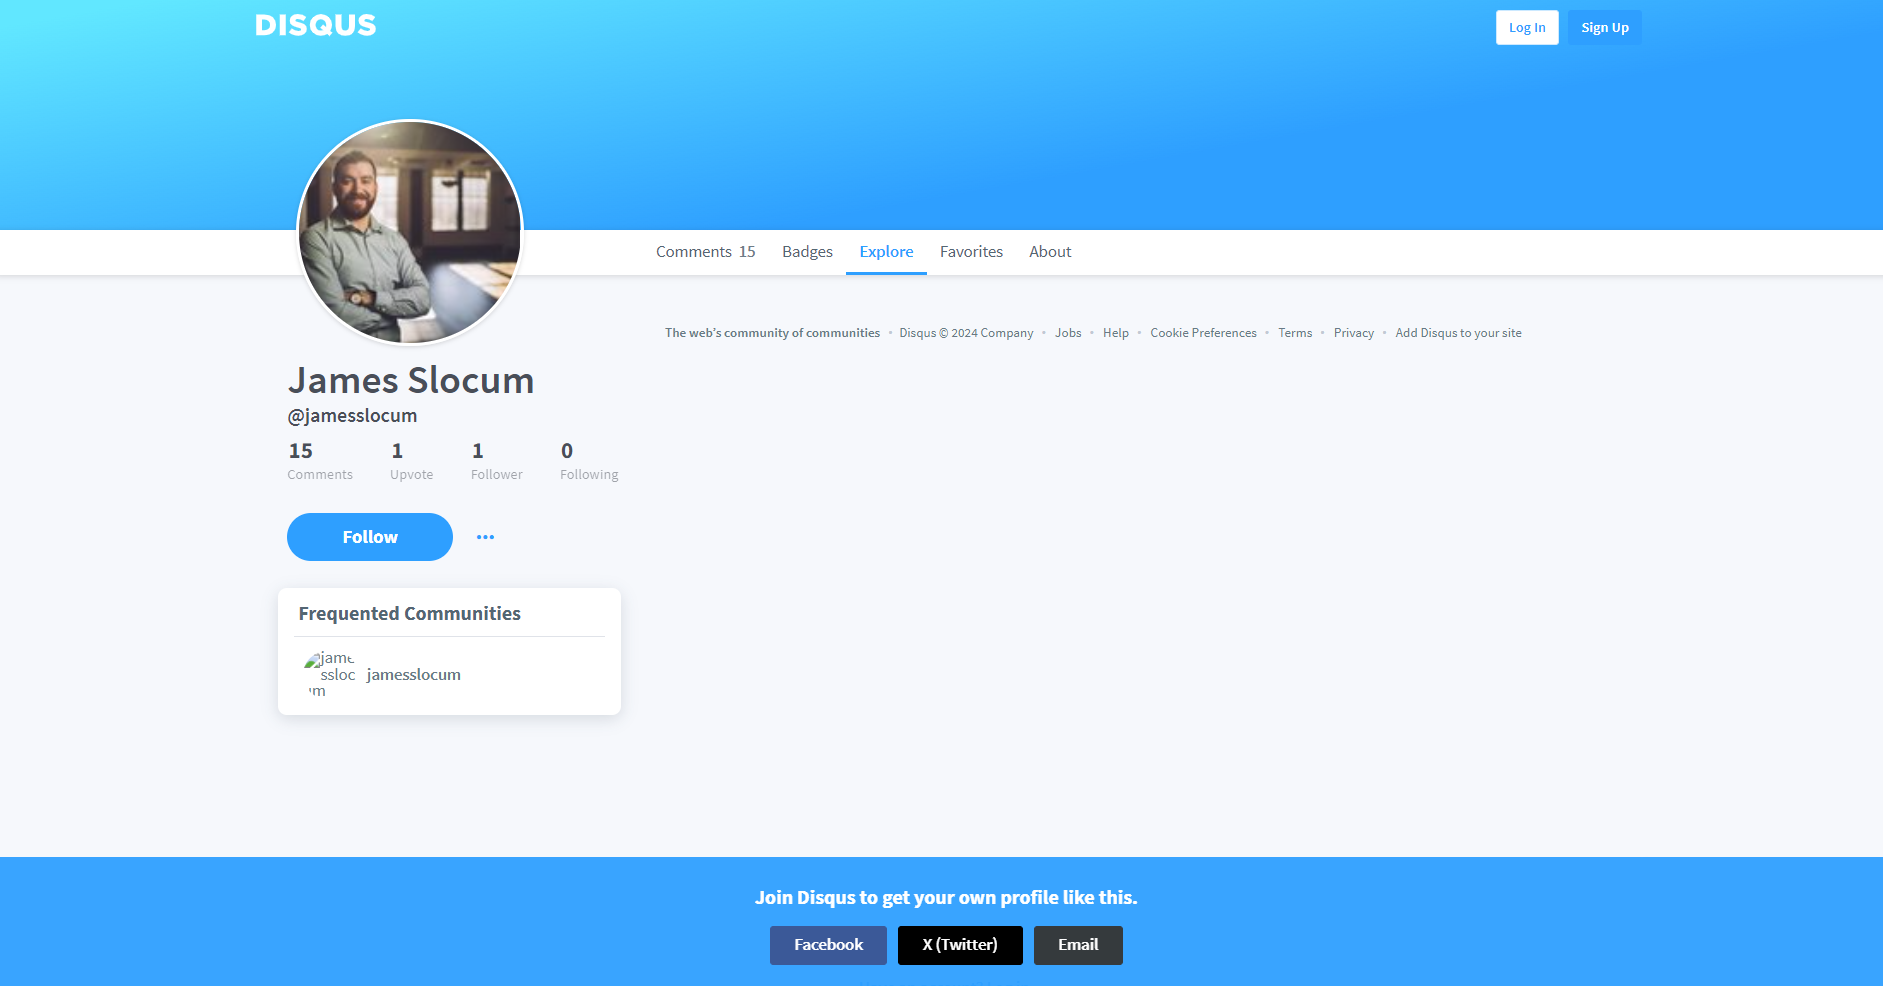 DISQUS
Log In
Sign Up
Comments 15
Badges
Explore
Favorites
About
The web's community of communities • Disqus © 2024 Company • Jobs • Help • Cookie Preferences • Terms • Privacy • Add Disqus to your site
James Slocum
@jamesslocum
15 1 1 0
Comments Upvote Follower Following
Follow
Frequented Communities
jame
ssloc
um
jamesslocum
Join Disqus to get your own profile like this.
Facebook
X (Twitter)
Email